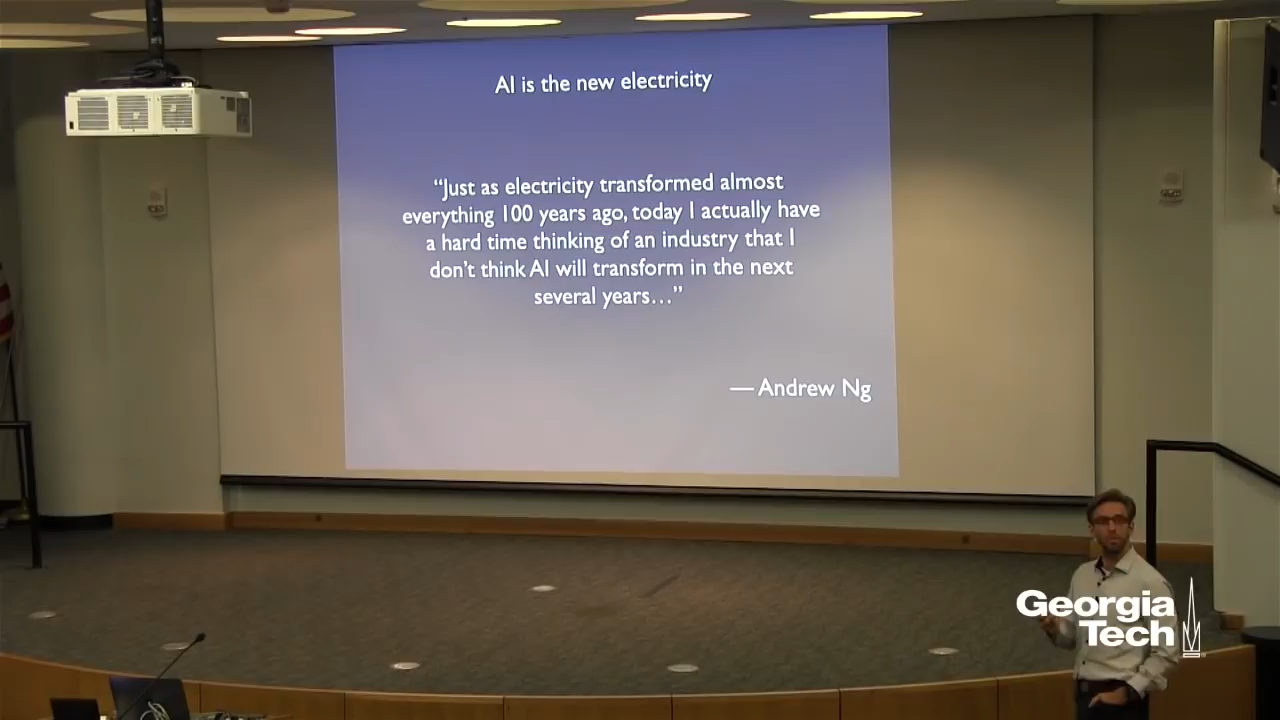 AI is the new electricity
“Just as electricity transformed almost
everything 100 years ago, today I actually have
a hard time thinking of an industry that I
don’t think AI will transform in the next
several years…”
— Andrew Ng
Georgia
Tech